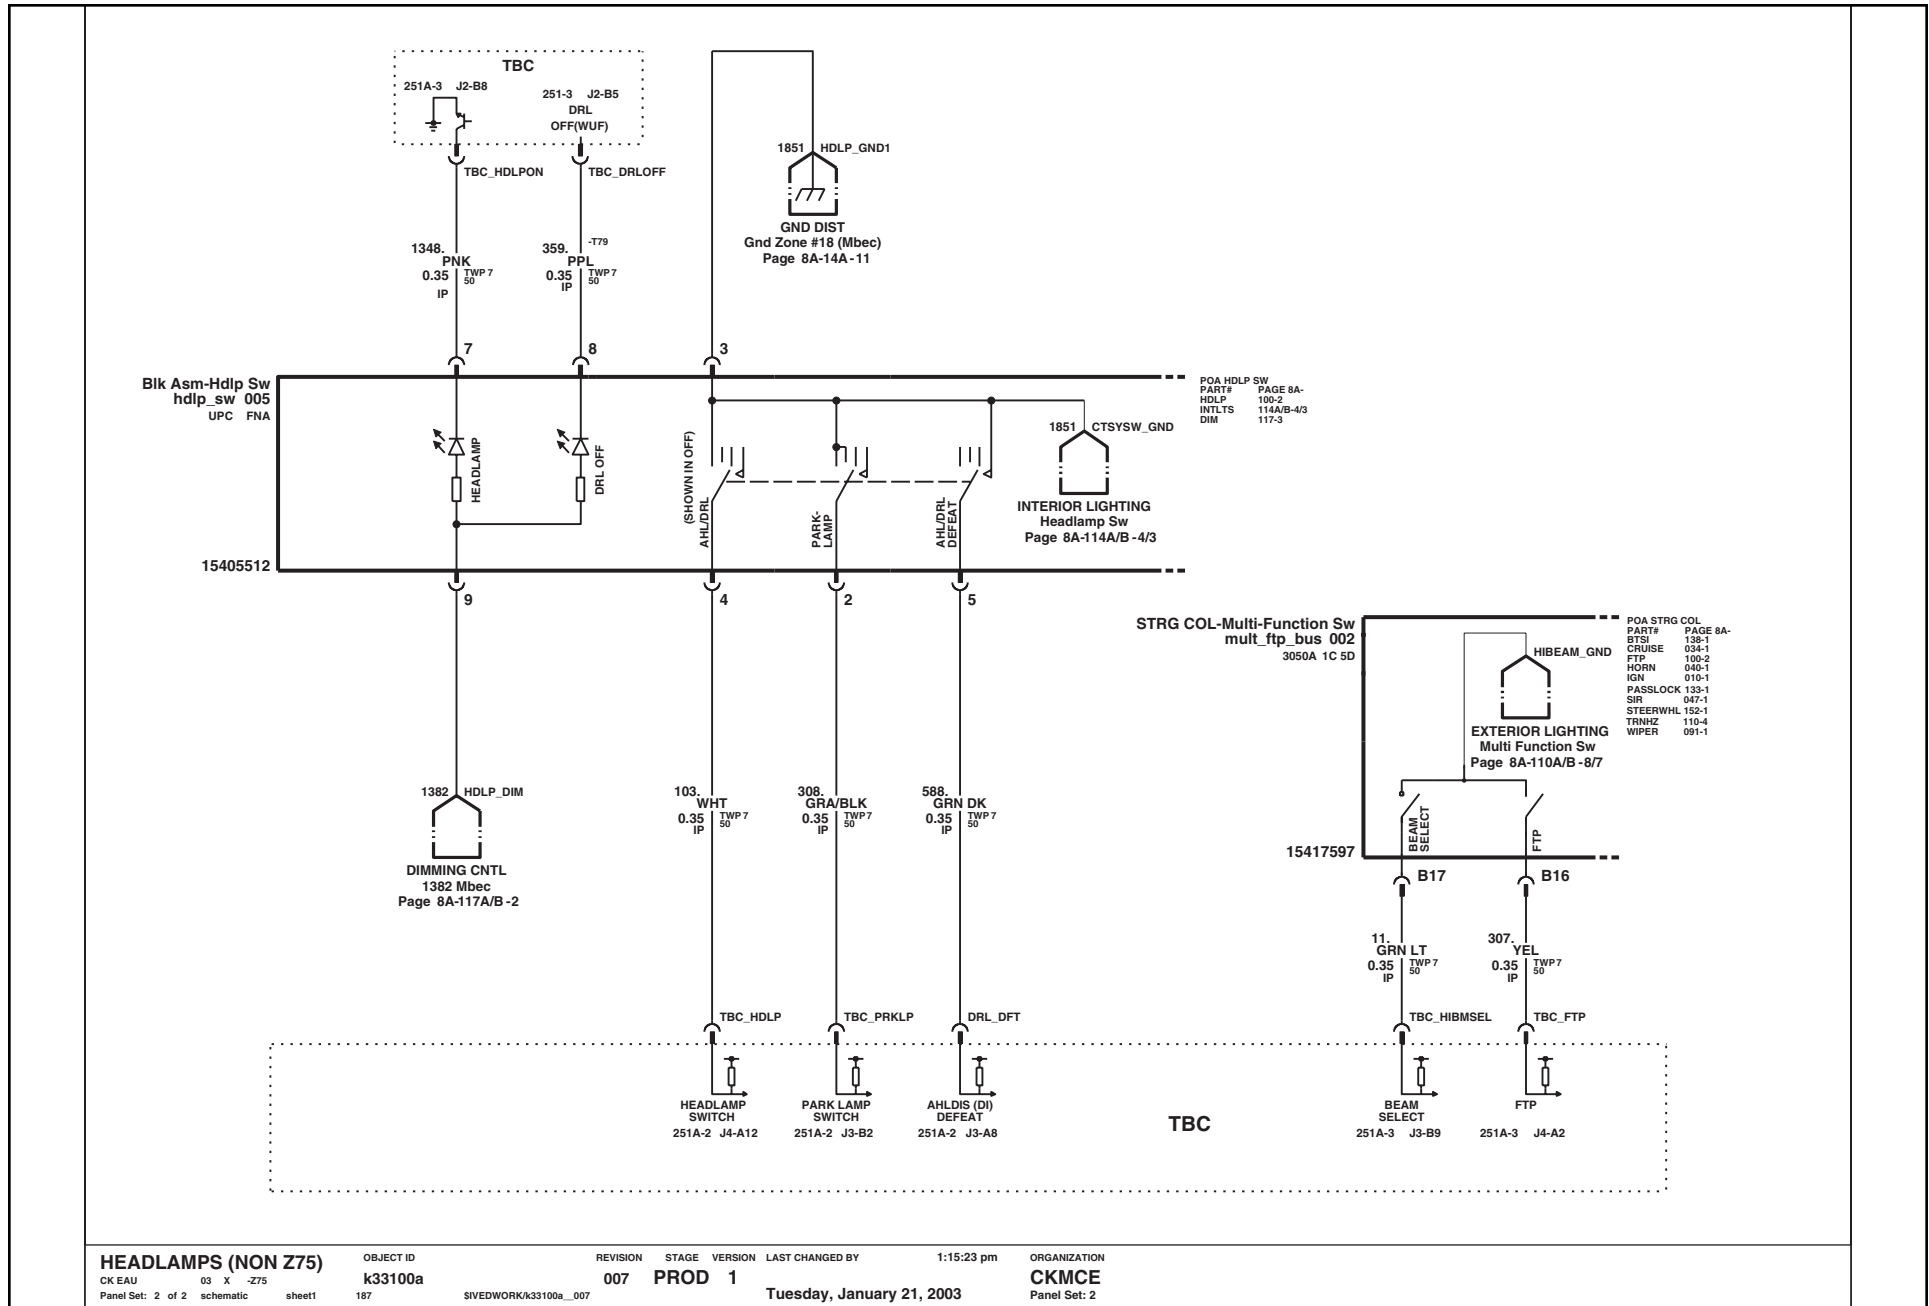 TBC
251A-3 J2-B8
251-3 J2-B5
DRL
OFF(WUF)
TBC_HDLPON
TBC_DRLOFF
1851 HDLP_GND1
GND DIST
Gnd Zone #18 (Mbec)
Page 8A-14A-11
1348.
PNK
0.35 TWP 7
50
IP
359. -T79
PPL
0.35 TWP 7
50
IP
7
8
3
Blk Asm-Hdlp Sw
hdlp_sw 005
UPC FNA
15405512
HEADLAMP
DRL OFF
(SHOWN IN OFF)
AHL/DRL
PARK-
LAMP
AHL/DRL
DEFEAT
1851 CTSYSW_GND
INTERIOR LIGHTING
Headlamp Sw
Page 8A-114A/B-4/3
POA HDLP SW
PART# PAGE 8A-
HDLP 100-2
INTLTS 114A/B-4/3
DIM 117-3
9
4
2
5
STRG COL-Multi-Function Sw
mult_ftp_bus 002
3050A 1C 5D
15417597
HIBEAM_GND
EXTERIOR LIGHTING
Multi Function Sw
Page 8A-110A/B-8/7
BEAM
SELECT
FTP
POA STRG COL
PART# PAGE 8A-
BTSI 138-1
CRUISE 034-1
FTP 100-2
HORN 040-1
IGN 010-1
PASSLOCK 133-1
SIR 047-1
STEERWHL 152-1
TRNHZ 110-4
WIPER 091-1
1382 HDLP_DIM
DIMMING CNTL
1382 Mbec
Page 8A-117A/B-2
103.
WHT
0.35 TWP 7
50
IP
308.
GRA/BLK
0.35 TWP 7
50
IP
588.
GRN DK
0.35 TWP 7
50
IP
B17
B16
11.
GRN LT
0.35 TWP 7
50
IP
307.
YEL
0.35 TWP 7
50
IP
TBC_HDLP
TBC_PRKLP
DRL_DFT
TBC_HIBMSEL
TBC_FTP
HEADLAMP
SWITCH
251A-2 J4-A12
PARK LAMP
SWITCH
251A-2 J3-B2
AHLDIS (DI)
DEFEAT
251A-2 J3-A8
TBC
BEAM
SELECT
251A-3 J3-B9
FTP
251A-3 J4-A2
HEADLAMPS (NON Z75)
CK EAU 03 X -Z75
Panel Set: 2 of 2 schematic sheet1 187
OBJECT ID
k33100a
$IVEDWORK/k33100a__007
REVISION STAGE VERSION LAST CHANGED BY 1:15:23 pm
007 PROD 1
Tuesday, January 21, 2003
ORGANIZATION
CKMCE
Panel Set: 2